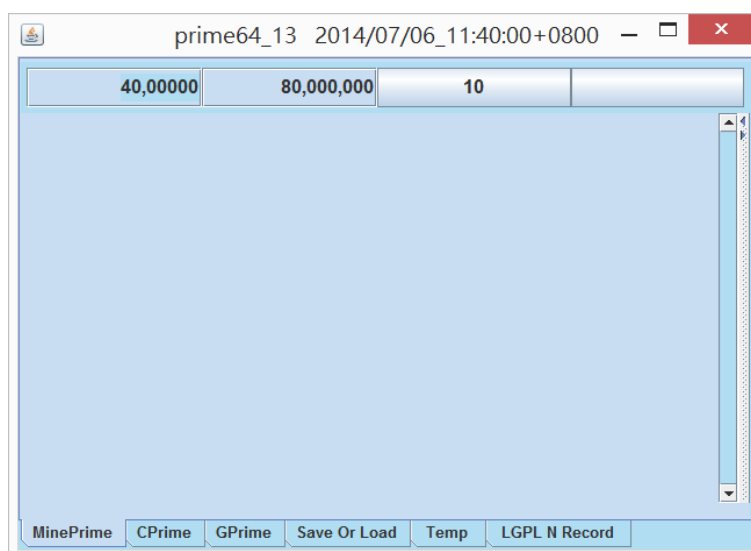 prime64_13 2014/07/06_11:40:00+0800
40,00000 80,000,000 10
MinePrime CPrime GPrime Save Or Load Temp LGPL N Record